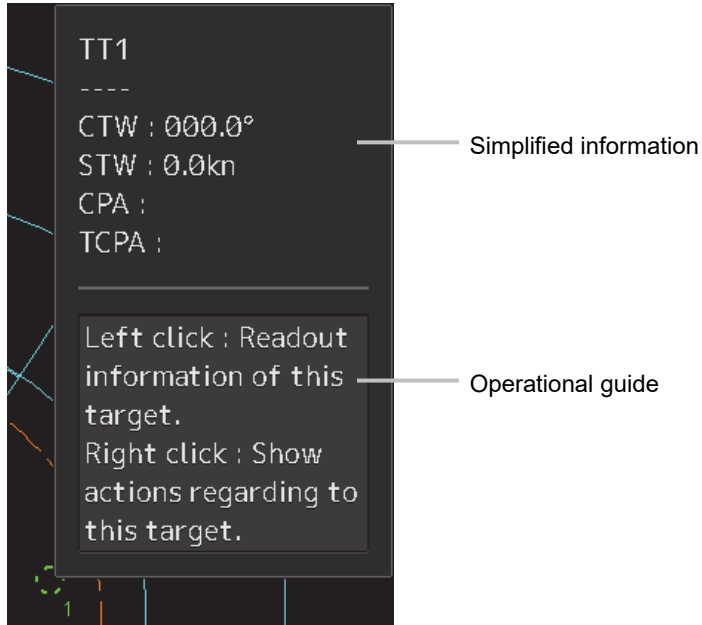 TT1
----
CTW : 000.0°
STW : 0.0kn
CPA :
TCPA :
Simplified information
Left click : Readout
information of this
target.
Right click : Show
actions regarding to
this target.
Operational guide
1